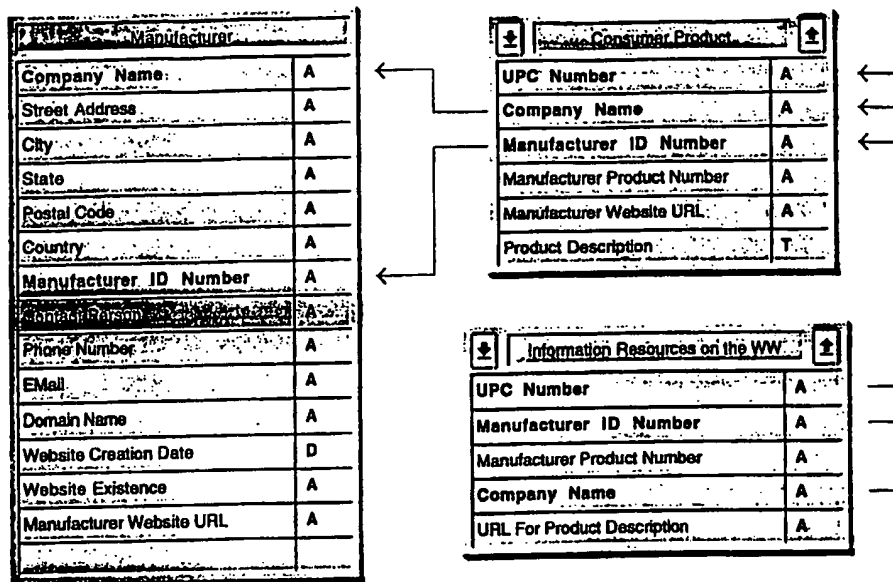 Manufacturer
Company Name A
Street Address A
City A
State A
Postal Code A
Country A
Manufacturer ID Number A
Contact Person A
Phone Number A
EMail A
Domain Name A
Website Creation Date D
Website Existence A
Manufacturer Website URL A
Consumer Product
UPC Number A
Company Name A
Manufacturer ID Number A
Manufacturer Product Number A
Manufacturer Website URL A
Product Description T
Information Resources on the WW
UPC Number A
Manufacturer ID Number A
Manufacturer Product Number A
Company Name A
URL For Product Description A